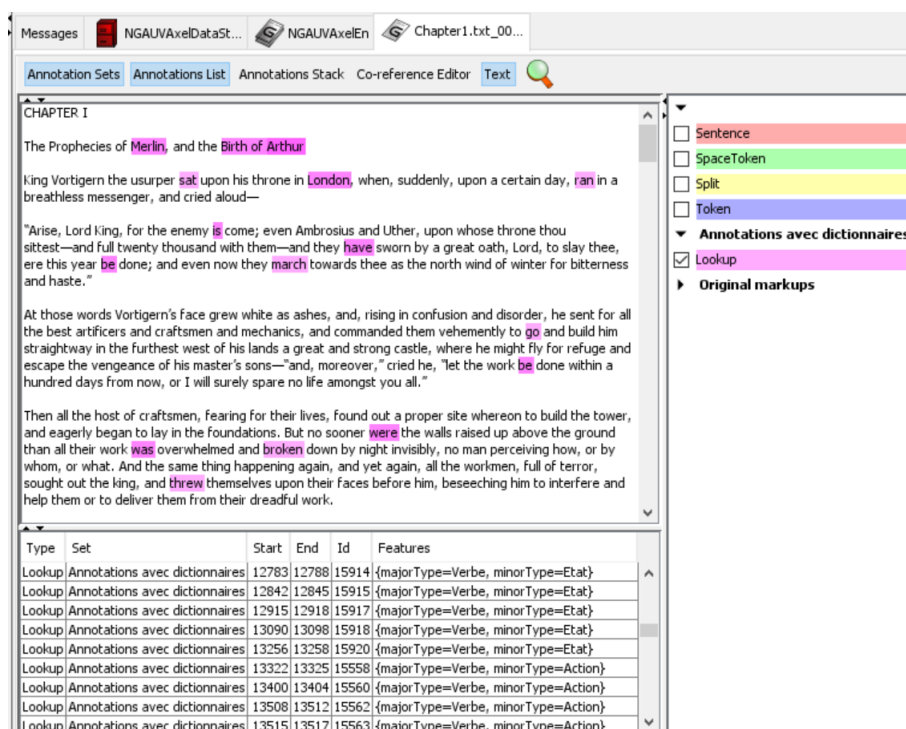 Messages
NGAUVAxelDataSt...
NGAUVAxelEn
Chapter1.txt_00...
Annotation Sets
Annotations List
Annotations Stack
Co-reference Editor
Text
CHAPTER I
The Prophecies of Merlin, and the Birth of Arthur
King Vortigern the usurper sat upon his throne in London, when, suddenly, upon a certain day, ran in a
breathless messenger, and cried aloud—
"Arise, Lord King, for the enemy is come; even Ambrosius and Uther, upon whose throne thou
sittest—and full twenty thousand with them—and they have sworn by a great oath, Lord, to slay thee,
ere this year be done; and even now they march towards thee as the north wind of winter for bitterness
and haste."
At those words Vortigern's face grew white as ashes, and, rising in confusion and disorder, he sent for all
the best artificers and craftsmen and mechanics, and commanded them vehemently to go and build him
straightway in the furthest west of his lands a great and strong castle, where he might fly for refuge and
escape the vengeance of his master's sons—"and, moreover," cried he, "let the work be done within a
hundred days from now, or I will surely spare no life amongst you all."
Then all the host of craftsmen, fearing for their lives, found out a proper site whereon to build the tower,
and eagerly began to lay in the foundations. But no sooner were the walls raised up above the ground
than all their work was overwhelmed and broken down by night invisibly, no man perceiving how, or by
whom, or what. And the same thing happening again, and yet again, all the workmen, full of terror,
sought out the king, and threw themselves upon their faces before him, beseeching him to interfere and
help them or to deliver them from their dreadful work.
Sentence
SpaceToken
Split
Token
Annotations avec dictionnaires
Lookup
Original markups
Type Set Start End Id Features
Lookup Annotations avec dictionnaires 12783 12788 15914 {majorType=Verbe, minorType=Etat}
Lookup Annotations avec dictionnaires 12842 12845 15915 {majorType=Verbe, minorType=Etat}
Lookup Annotations avec dictionnaires 12915 12918 15917 {majorType=Verbe, minorType=Etat}
Lookup Annotations avec dictionnaires 13090 13098 15918 {majorType=Verbe, minorType=Etat}
Lookup Annotations avec dictionnaires 13256 13258 15920 {majorType=Verbe, minorType=Etat}
Lookup Annotations avec dictionnaires 13322 13325 15558 {majorType=Verbe, minorType=Action}
Lookup Annotations avec dictionnaires 13400 13404 15560 {majorType=Verbe, minorType=Action}
Lookup Annotations avec dictionnaires 13508 13512 15562 {majorType=Verbe, minorType=Action}
Lookup Annotations avec dictionnaires 13515 13517 15563 {majorType=Verbe, minorType=Action}